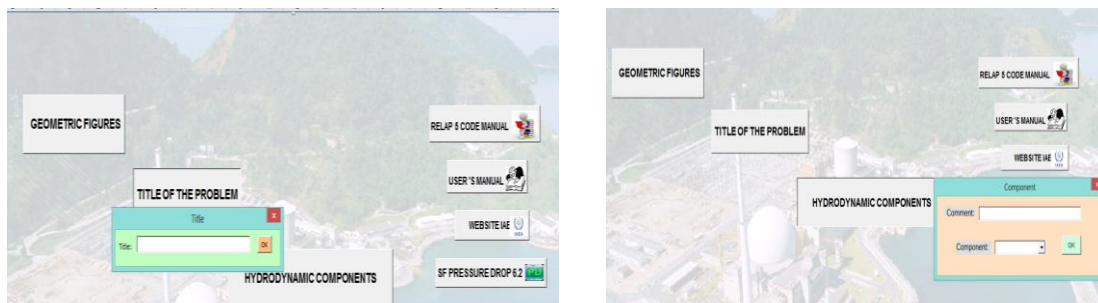 GEOMETRIC FIGURES
RELAP 5 CODE MANUAL
TITLE OF THE PROBLEM
USER'S MANUAL
Title
Title:
OK
WEBSITE IAE
HYDRODYNAMIC COMPONENTS
SF PRESSURE DROP 6.2
GEOMETRIC FIGURES
RELAP 5 CODE MANUAL
TITLE OF THE PROBLEM
USER'S MANUAL
WEBSITE IAE
HYDRODYNAMIC COMPONENTS
Component
Comment:
Component:
OK